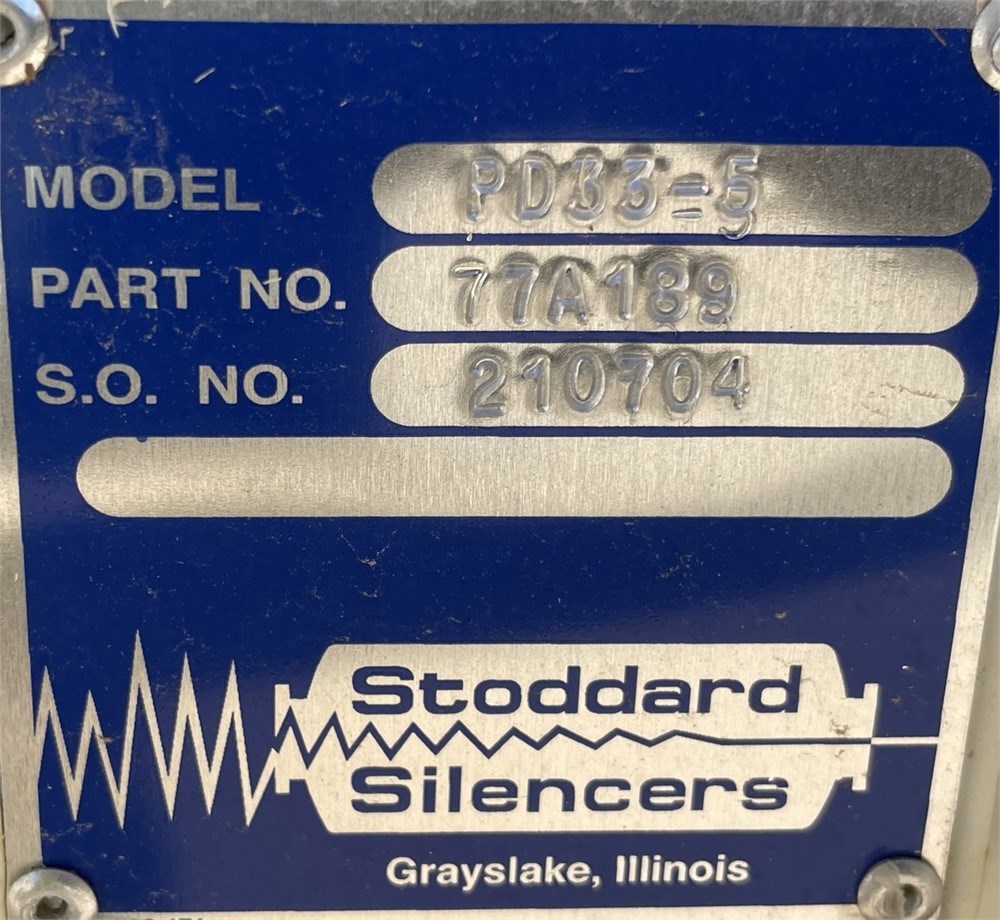 MODEL PD33-5
PART NO. 77A189
S.O. NO. 210704
Stoddard
Silencers
Grayslake, Illinois